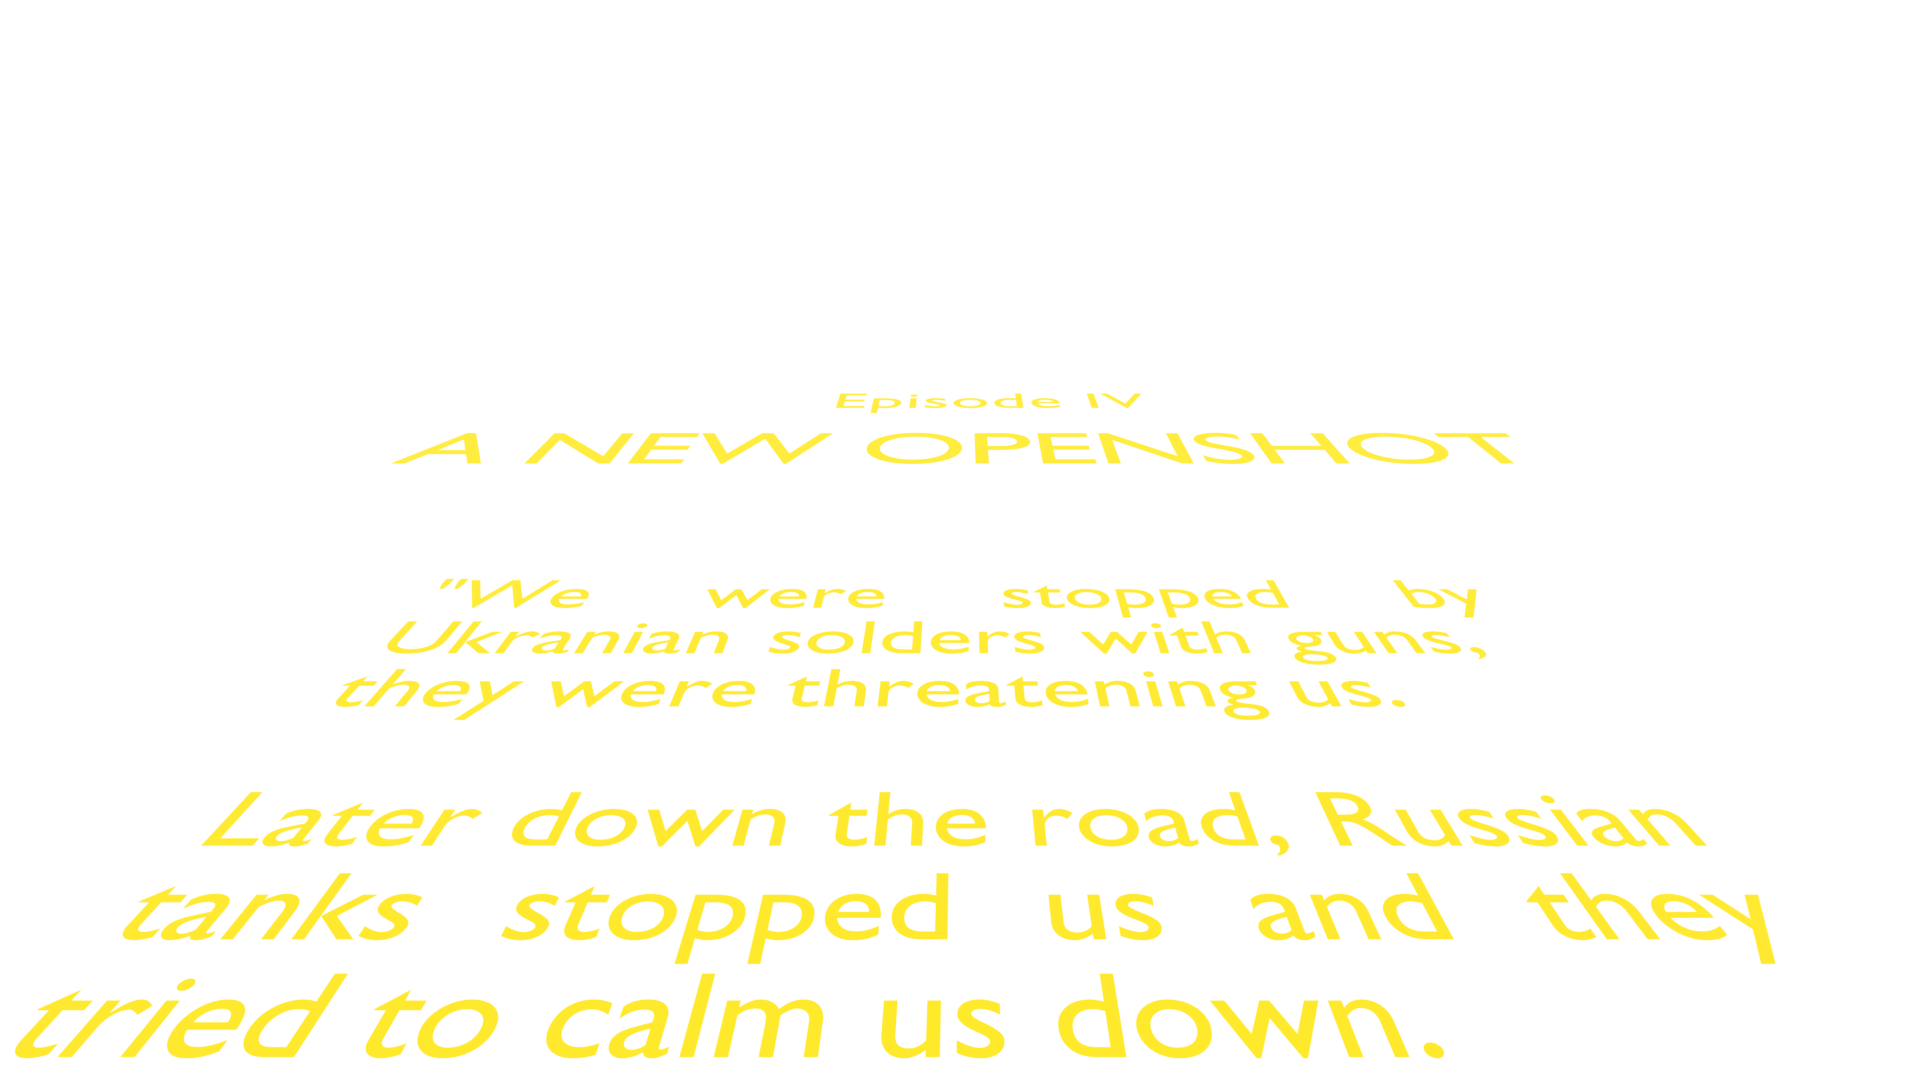 Episode IV
A NEW OPENSHOT
"We were stopped by
Ukranian solders with guns,
they were threatening us.
Later down the road, Russian
tanks stopped us and they
tried to calm us down.